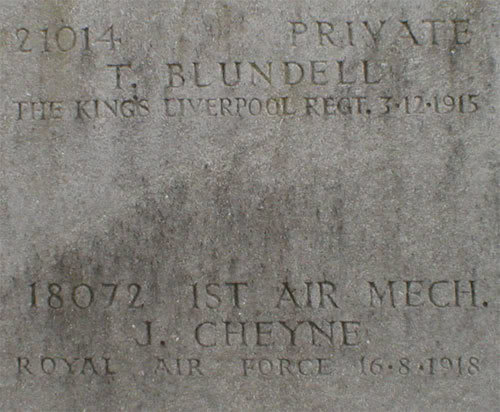 21014 PRIVATE
T. BLUNDELL
THE KING'S LIVERPOOL REGT. 3·12·1915
18072 1ST AIR MECH.
J. CHEYNE
ROYAL AIR FORCE 16·8·1918